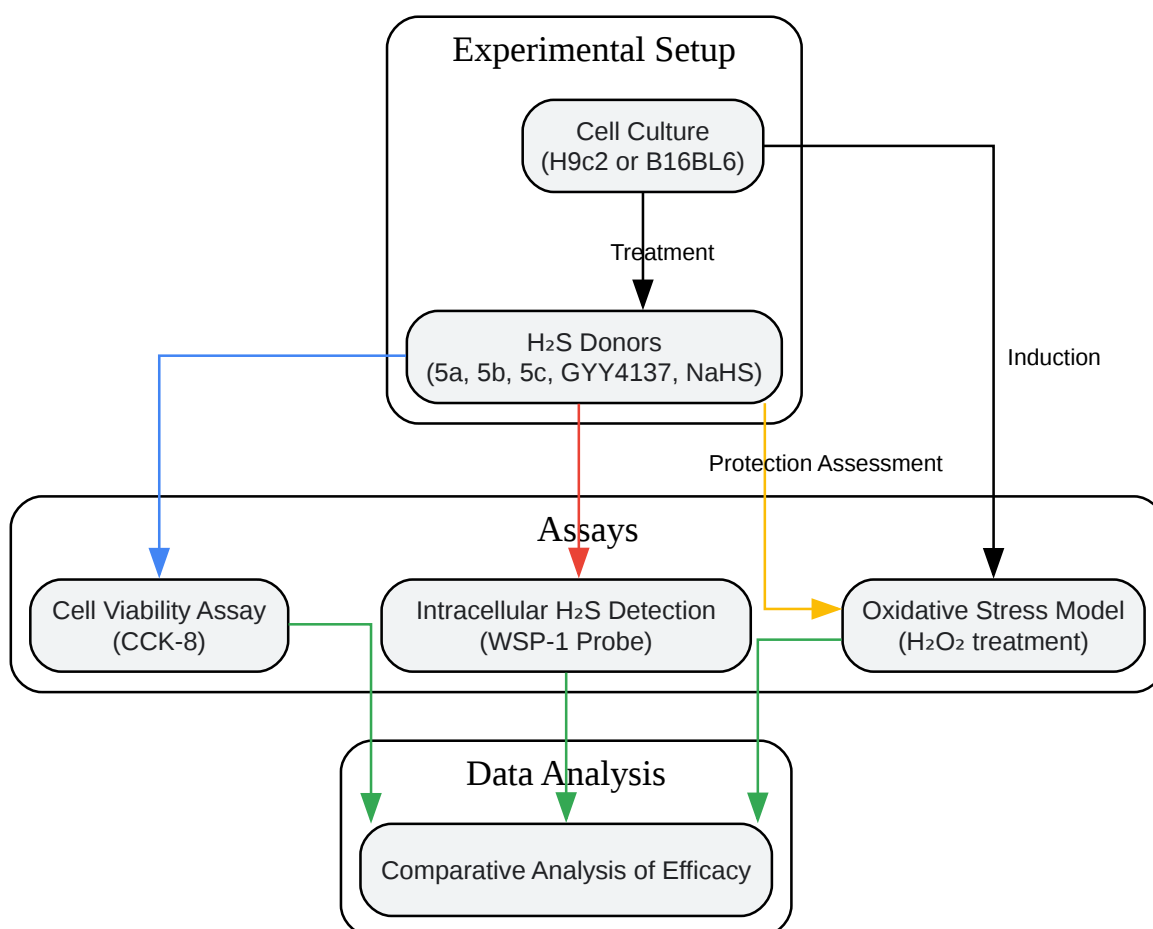 Experimental Setup
Cell Culture
(H9c2 or B16BL6)
Treatment
H₂S Donors
(5a, 5b, 5c, GYY4137, NaHS)
Induction
Protection Assessment
Assays
Cell Viability Assay
(CCK-8)
Intracellular H₂S Detection
(WSP-1 Probe)
Oxidative Stress Model
(H₂O₂ treatment)
Data Analysis
Comparative Analysis of Efficacy